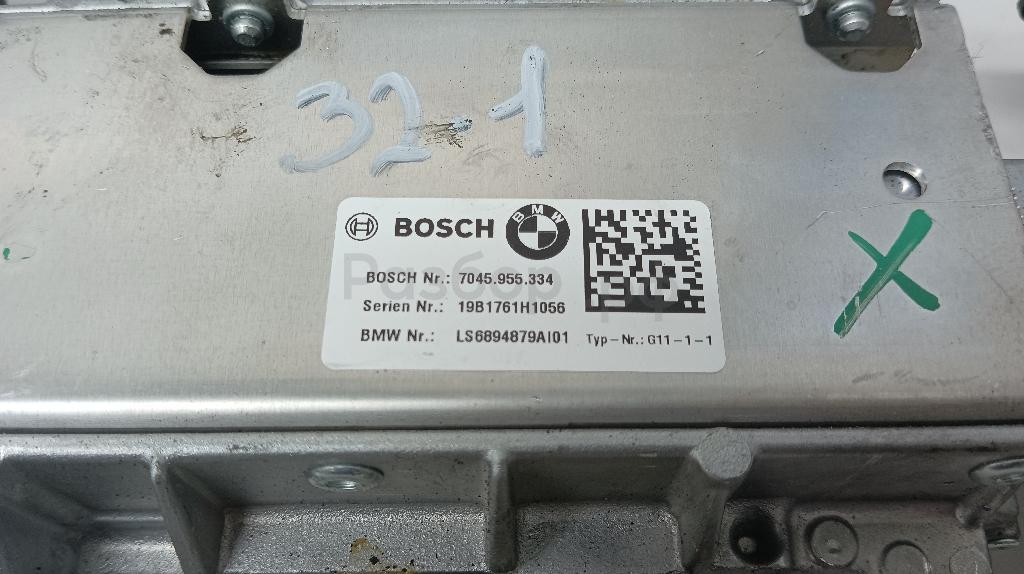 32.1
BOSCH
BMW
BOSCH Nr.: 7045.955.334
Serien Nr.: 19B1761H1056
BMW Nr.: LS6894879AI01 Typ-Nr.: G11-1-1
X